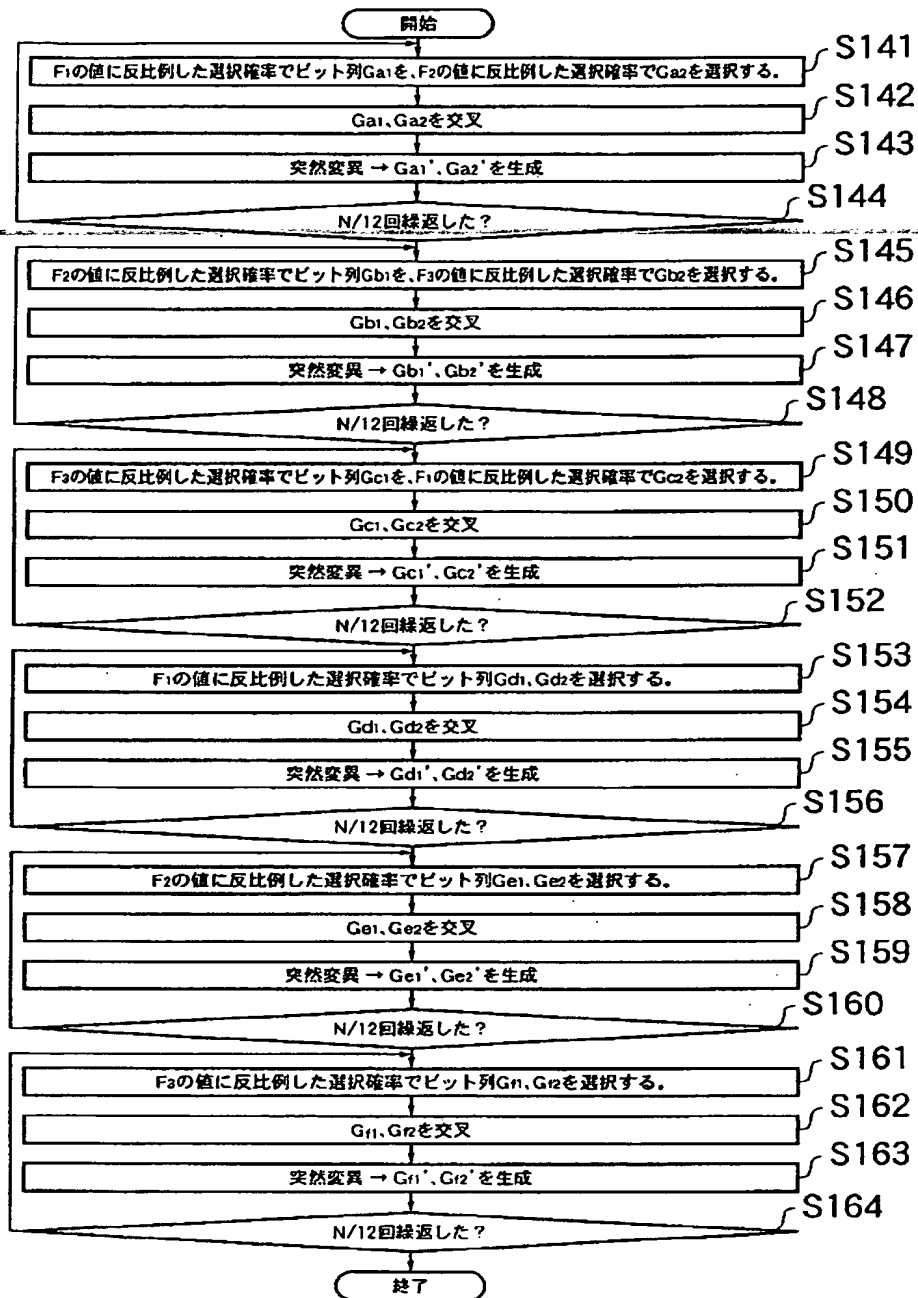 開始
S141
F1の値に反比例した選択確率でビット列Ga1を、F2の値に反比例した選択確率でGa2を選択する。
S142
Ga1、Ga2を交叉
S143
突然変異 → Ga1'、Ga2'を生成
S144
N/12回繰返した?
S145
F2の値に反比例した選択確率でビット列Gb1を、F3の値に反比例した選択確率でGb2を選択する。
S146
Gb1、Gb2を交叉
S147
突然変異 → Gb1'、Gb2'を生成
S148
N/12回繰返した?
S149
F3の値に反比例した選択確率でビット列Gc1を、F1の値に反比例した選択確率でGc2を選択する。
S150
Gc1、Gc2を交叉
S151
突然変異 → Gc1'、Gc2'を生成
S152
N/12回繰返した?
S153
F1の値に反比例した選択確率でビット列Gd1、Gd2を選択する。
S154
Gd1、Gd2を交叉
S155
突然変異 → Gd1'、Gd2'を生成
S156
N/12回繰返した?
S157
F2の値に反比例した選択確率でビット列Ge1、Ge2を選択する。
S158
Ge1、Ge2を交叉
S159
突然変異 → Ge1'、Ge2'を生成
S160
N/12回繰返した?
S161
F3の値に反比例した選択確率でビット列Gf1、Gf2を選択する。
S162
Gf1、Gf2を交叉
S163
突然変異 → Gf1'、Gf2'を生成
S164
N/12回繰返した?
終了